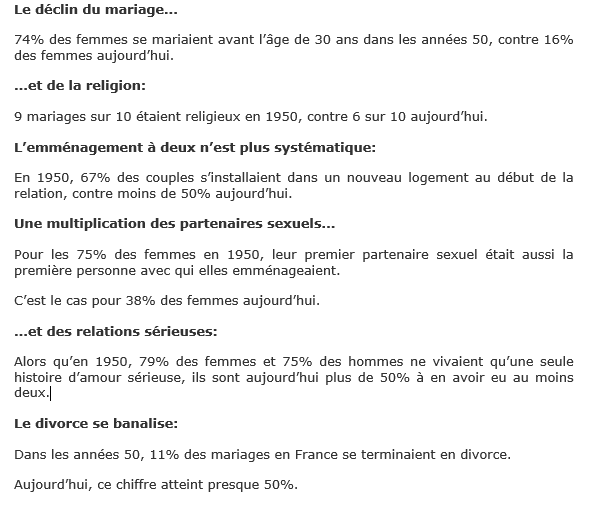 Le déclin du mariage...
74% des femmes se mariaient avant l’âge de 30 ans dans les années 50, contre 16%
des femmes aujourd’hui.
...et de la religion:
9 mariages sur 10 étaient religieux en 1950, contre 6 sur 10 aujourd’hui.
L’emménagement à deux n’est plus systématique:
En 1950, 67% des couples s’installaient dans un nouveau logement au début de la
relation, contre moins de 50% aujourd’hui.
Une multiplication des partenaires sexuels...
Pour les 75% des femmes en 1950, leur premier partenaire sexuel était aussi la
première personne avec qui elles emménageaient.
C’est le cas pour 38% des femmes aujourd’hui.
...et des relations sérieuses:
Alors qu’en 1950, 79% des femmes et 75% des hommes ne vivaient qu’une seule
histoire d’amour sérieuse, ils sont aujourd’hui plus de 50% à en avoir eu au moins
deux.
Le divorce se banalise:
Dans les années 50, 11% des mariages en France se terminaient en divorce.
Aujourd’hui, ce chiffre atteint presque 50%.